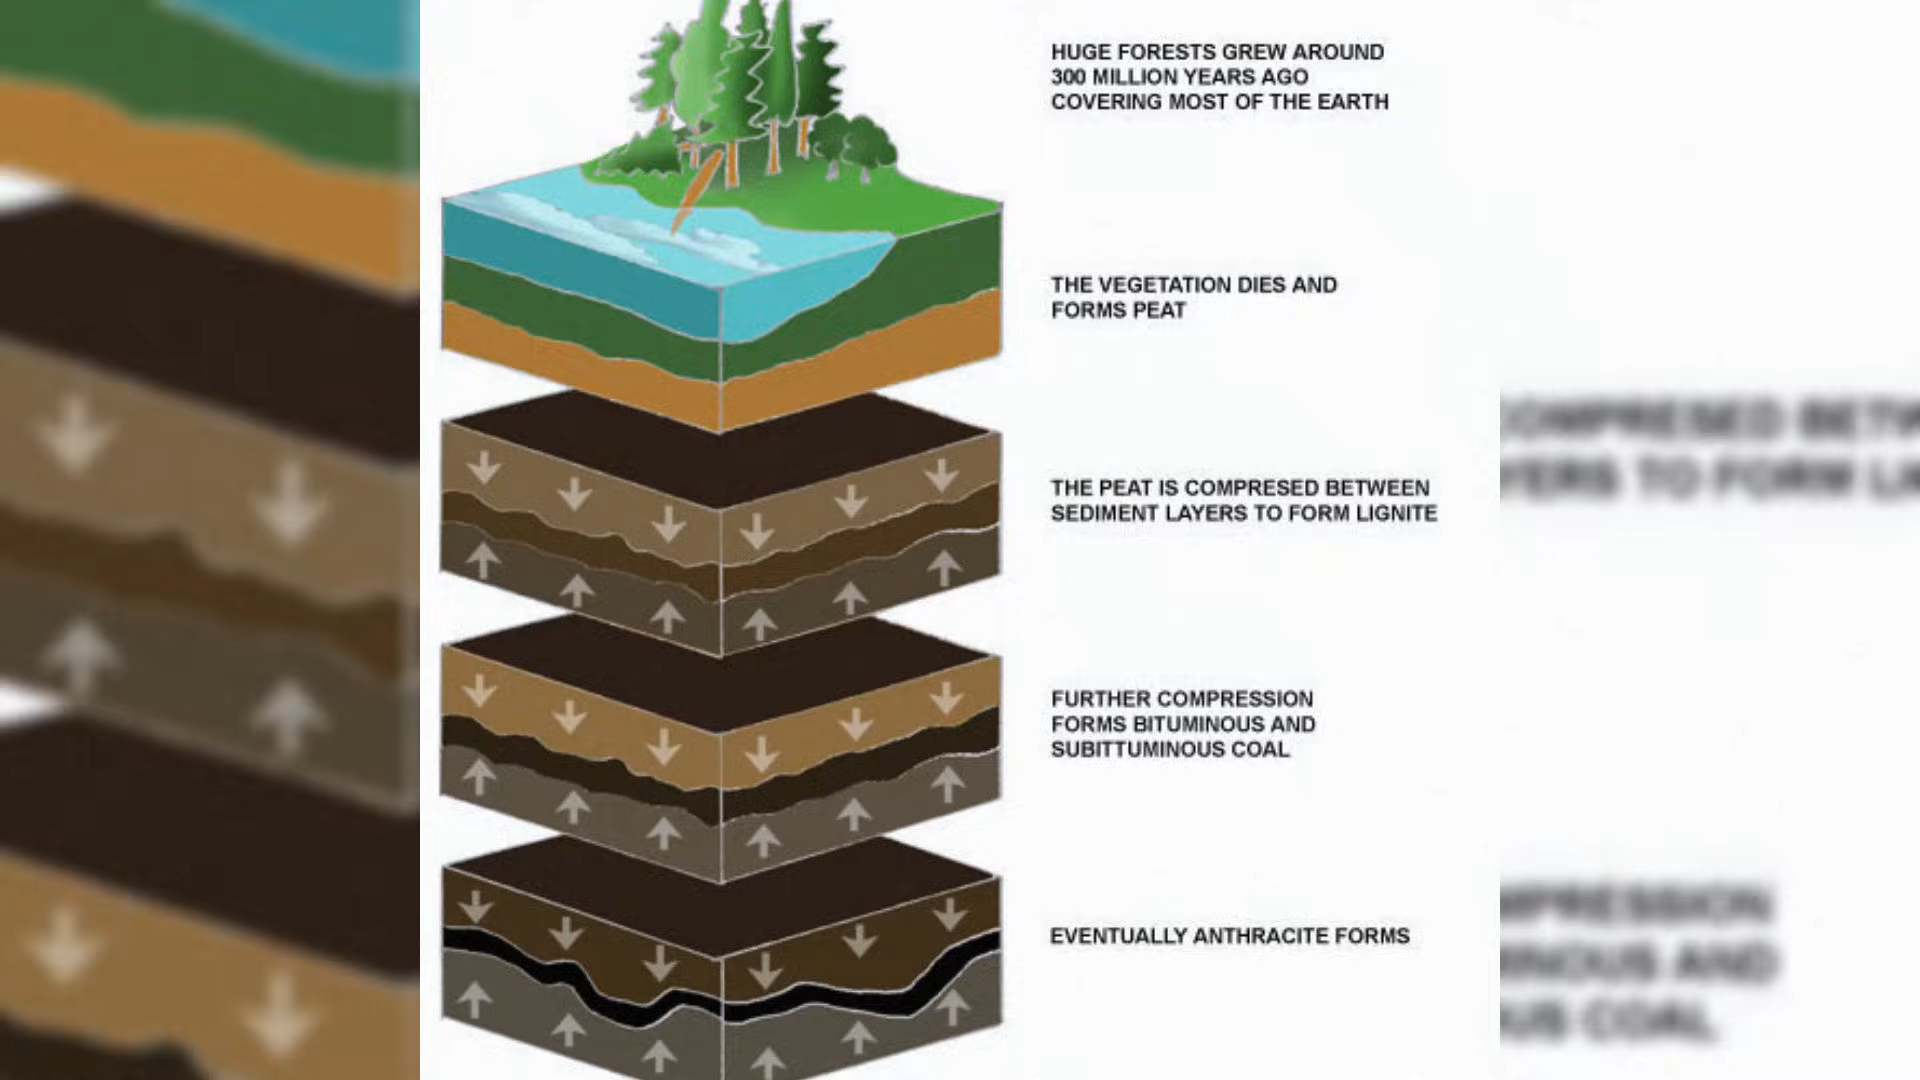 HUGE FORESTS GREW AROUND
300 MILLION YEARS AGO
COVERING MOST OF THE EARTH
THE VEGETATION DIES AND
FORMS PEAT
THE PEAT IS COMPRESED BETWEEN
SEDIMENT LAYERS TO FORM LIGNITE
FURTHER COMPRESSION
FORMS BITUMINOUS AND
SUBITTUMINOUS COAL
EVENTUALLY ANTHRACITE FORMS